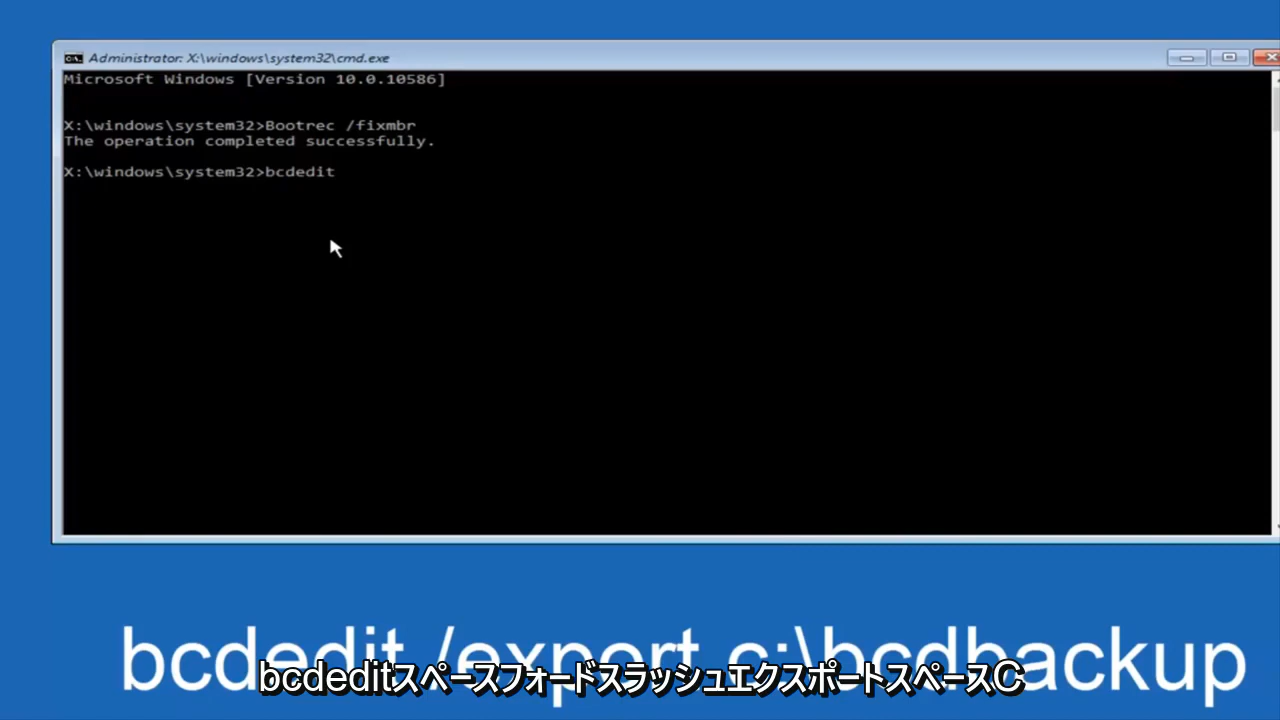 Administrator: X:\windows\system32\cmd.exe
Microsoft Windows [Version 10.0.10586]
X:\windows\system32>Bootrec /fixmbr
The operation completed successfully.
X:\windows\system32>bcdedit
bcdedit /export c:\bcdbackup
bcdeditスペースフォードスラッシュエクスポートスペースC